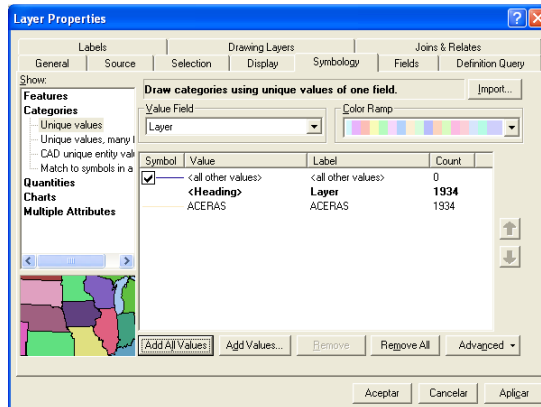 Layer Properties
Labels Drawing Layers Joins & Relates
General Source Selection Display Symbology Fields Definition Query
Show:
Features
Categories
Unique values
Unique values, many f
CAD unique entity valu
Match to symbols in a
Quantities
Charts
Multiple Attributes
Draw categories using unique values of one field.
Import...
Value Field
Layer
Color Ramp
Symbol Value Label Count
<all other values> <all other values> 0
<Heading> Layer 1934
ACERAS ACERAS 1934
Add All Values Add Values... Remove Remove All Advanced
Aceptar Cancelar Aplicar